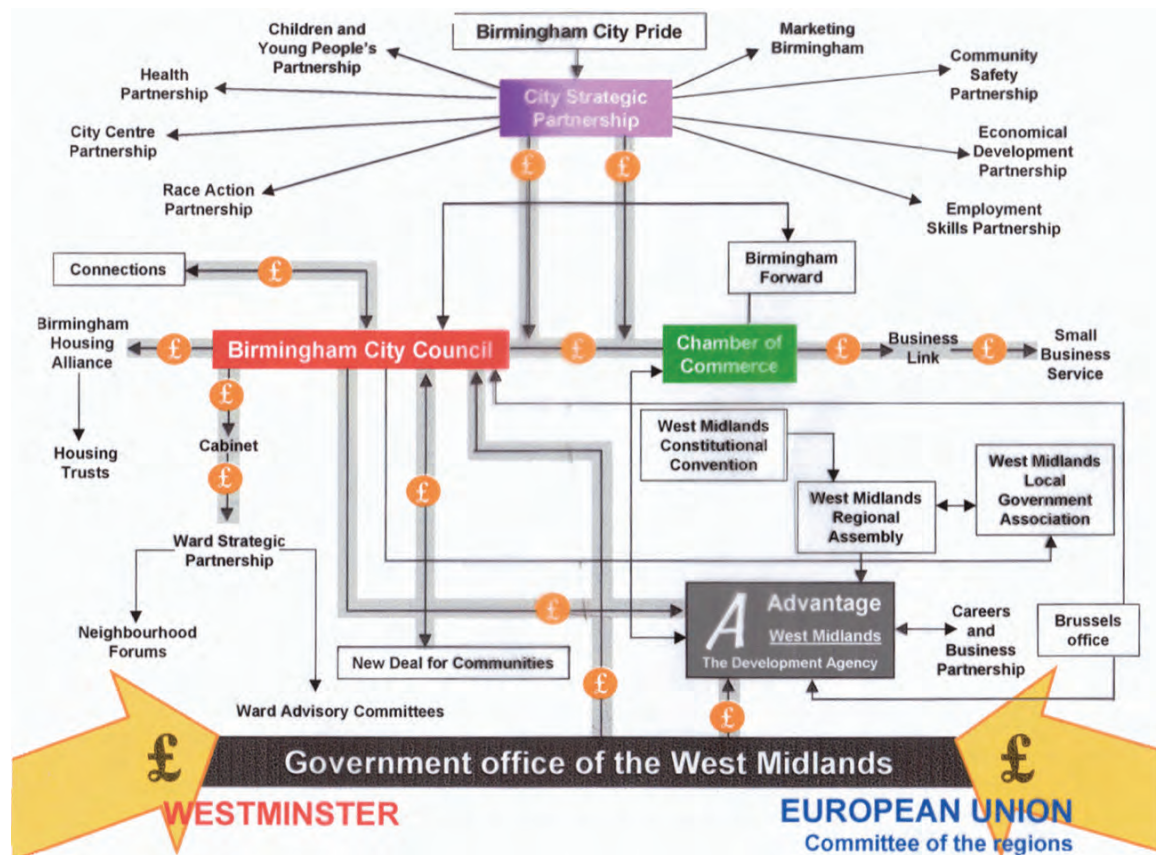 Birmingham City Pride
Children and
Young People's
Partnership
Marketing
Birmingham
Health
Partnership
Community
Safety
Partnership
City Strategic
Partnership
City Centre
Partnership
Economical
Development
Partnership
Race Action
Partnership
Employment
Skills Partnership
£
£
Connections
£
Birmingham
Forward
Birmingham
Housing
Alliance
£
Birmingham City Council
£
Chamber of
Commerce
£
Business
Link
£
Small
Business
Service
£
Cabinet
£
Housing
Trusts
£
West Midlands
Constitutional
Convention
West Midlands
Regional
Assembly
West Midlands
Local
Government
Association
Ward Strategic
Partnership
£
A
Advantage
West Midlands
The Development Agency
Careers
and
Business
Partnership
Brussels
office
Neighbourhood
Forums
New Deal for Communities
Ward Advisory Committees
£
£
£
Government office of the West Midlands
£
WESTMINSTER
EUROPEAN UNION
Committee of the regions